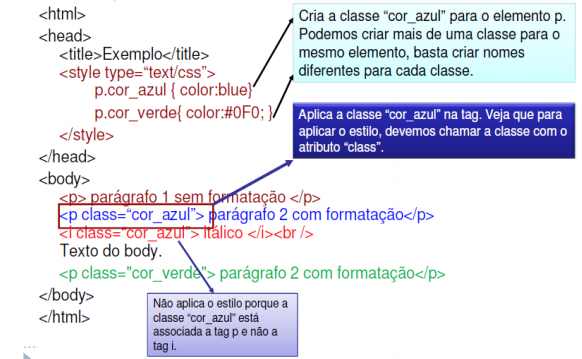 <html>
<head>
<title>Exemplo</title>
<style type="text/css”>
p.cor_azul { color:blue}
p.cor_verde{ color:#0F0; }
</style>
</head>
<body>
<p> parágrafo 1 sem formatação </p>
<p class=“cor_azul”> parágrafo 2 com formatação</p>
<i class=“cor_azul”> Itálico </i><br />
Texto do body.
<p class="cor_verde"> parágrafo 2 com formatação</p>
</body>
</html>
Cria a classe “cor_azul” para o elemento p.
Podemos criar mais de uma classe para o
mesmo elemento, basta criar nomes
diferentes para cada classe.
Aplica a classe “cor_azul” na tag. Veja que para
aplicar o estilo, devemos chamar a classe com o
atributo “class”.
Não aplica o estilo porque a
classe “cor_azul” está
associada a tag p e não a
tag i.